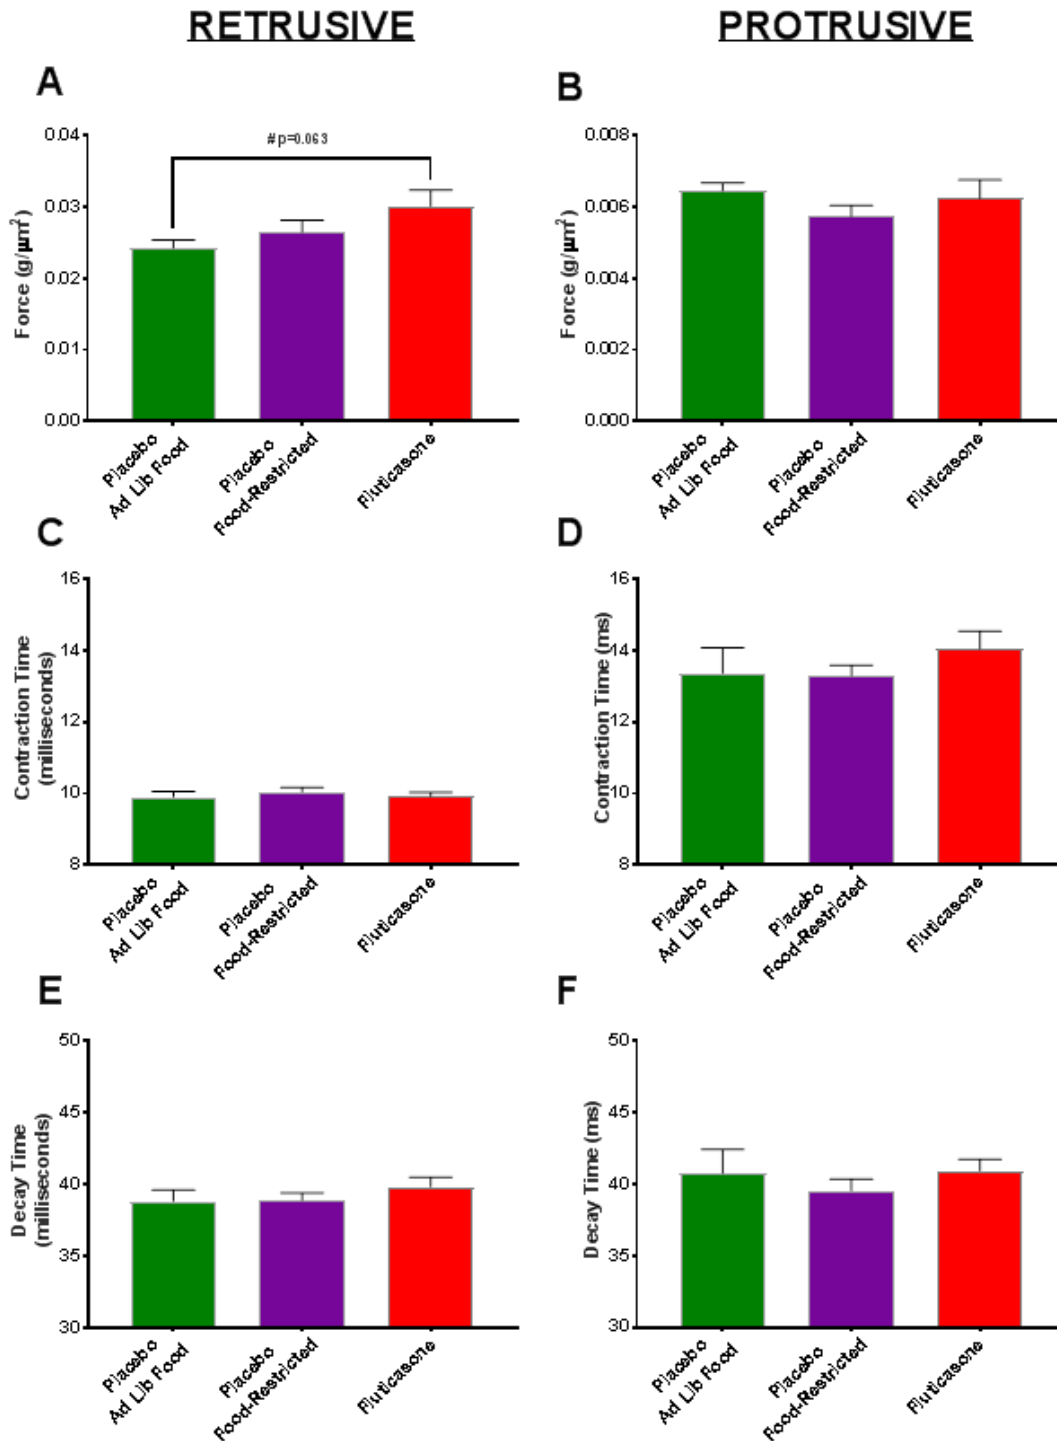 RETRUSIVE
PROTRUSIVE
A
Force (g/µm²)
0.04
0.03
0.02
0.01
0.00
#p=0.063
Placebo
Ad Lib Food
Placebo
Food-Restricted
Fluticasone
B
Force (g/µm²)
0.008
0.006
0.004
0.002
0.000
Placebo
Ad Lib Food
Placebo
Food-Restricted
Fluticasone
C
Contraction Time
(milliseconds)
16
14
12
10
8
Placebo
Ad Lib Food
Placebo
Food-Restricted
Fluticasone
D
Contraction Time (ms)
16
14
12
10
8
Placebo
Ad Lib Food
Placebo
Food-Restricted
Fluticasone
E
Decay Time
(milliseconds)
50
45
40
35
30
Placebo
Ad Lib Food
Placebo
Food-Restricted
Fluticasone
F
Decay Time (ms)
50
45
40
35
30
Placebo
Ad Lib Food
Placebo
Food-Restricted
Fluticasone